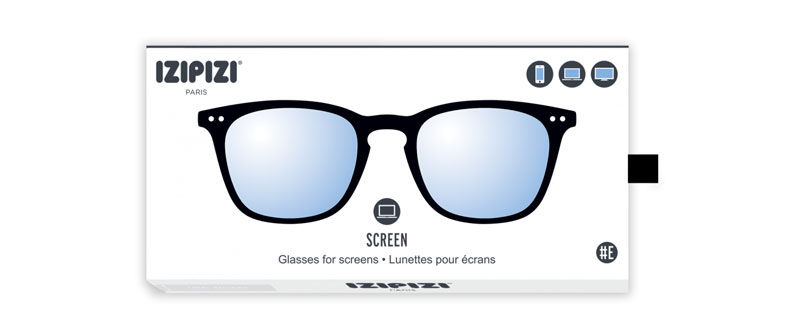 IZIPIZI®
PARIS
SCREEN
Glasses for screens • Lunettes pour écrans
#E
IZIPIZI